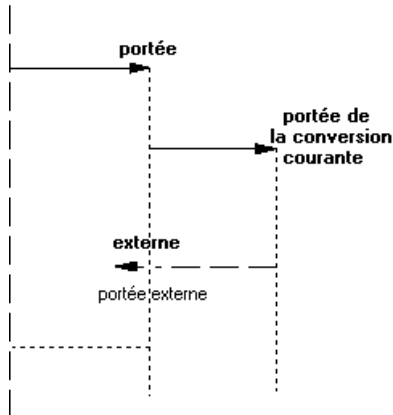 portée
portée de
la conversion
courante
externe
portée externe